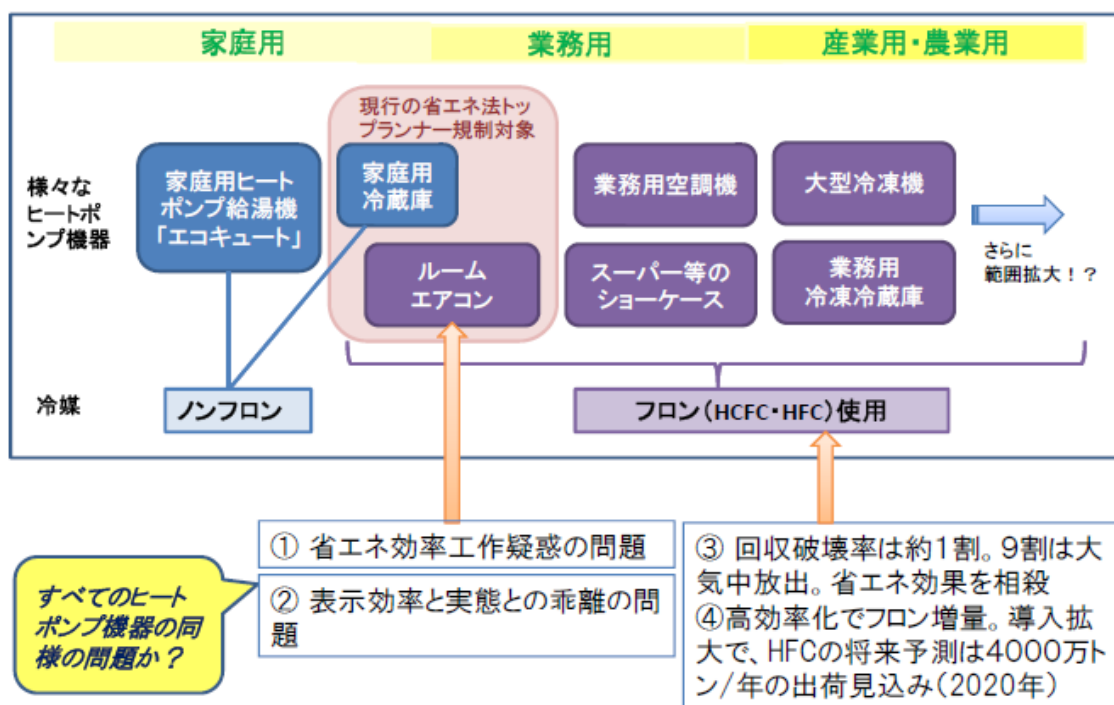 家庭用
業務用
産業用・農業用
現行の省エネ法トッ
プランナー規制対象
様々な
ヒートポ
ンプ機器
家庭用ヒート
ポンプ給湯機
「エコキュート」
家庭用
冷蔵庫
業務用空調機
大型冷凍機
ルーム
エアコン
スーパー等の
ショーケース
業務用
冷凍冷蔵庫
さらに
範囲拡大！？
冷媒
ノンフロン
フロン(HCFC・HFC)使用
① 省エネ効率工作疑惑の問題
② 表示効率と実態との乖離の問
題
③ 回収破壊率は約1割。9割は大
気中放出。省エネ効果を相殺
④高効率化でフロン増量。導入拡
大で、HFCの将来予測は4000万ト
ン/年の出荷見込み(2020年)
すべてのヒート
ポンプ機器の同
様の問題か？